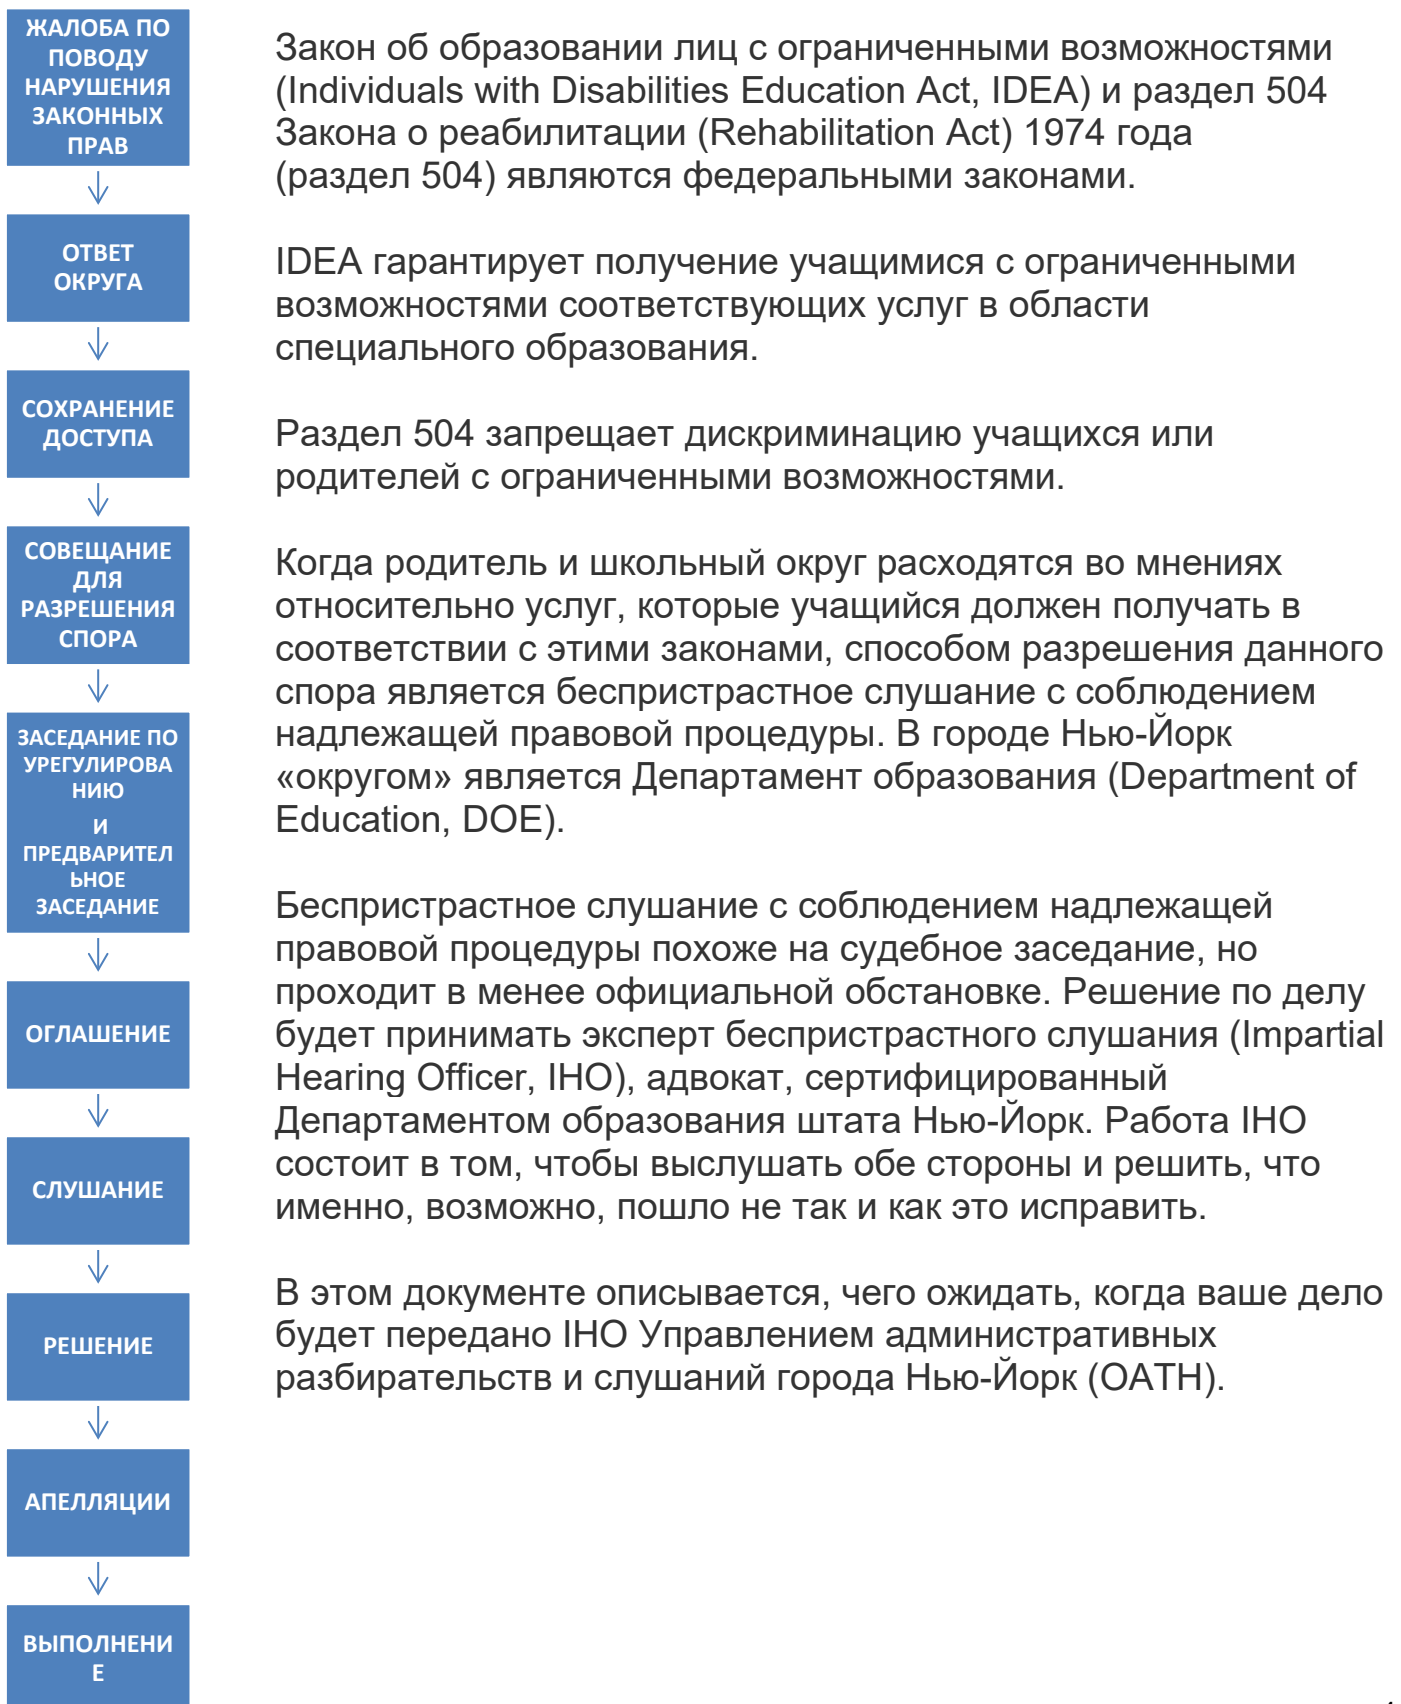 ЖАЛОБА ПО
ПОВОДУ
НАРУШЕНИЯ
ЗАКОННЫХ
ПРАВ
ОТВЕТ
ОКРУГА
СОХРАНЕНИЕ
ДОСТУПА
СОВЕЩАНИЕ
ДЛЯ
РАЗРЕШЕНИЯ
СПОРА
ЗАСЕДАНИЕ ПО
УРЕГУЛИРОВА
НИЮ
И
ПРЕДВАРИТЕЛ
ЬНОЕ
ЗАСЕДАНИЕ
ОГЛАШЕНИЕ
СЛУШАНИЕ
РЕШЕНИЕ
АПЕЛЛЯЦИИ
ВЫПОЛНЕНИ
Е
Закон об образовании лиц с ограниченными возможностями
(Individuals with Disabilities Education Act, IDEA) и раздел 504
Закона о реабилитации (Rehabilitation Act) 1974 года
(раздел 504) являются федеральными законами.
IDEA гарантирует получение учащимися с ограниченными
возможностями соответствующих услуг в области
специального образования.
Раздел 504 запрещает дискриминацию учащихся или
родителей с ограниченными возможностями.
Когда родитель и школьный округ расходятся во мнениях
относительно услуг, которые учащийся должен получать в
соответствии с этими законами, способом разрешения данного
спора является беспристрастное слушание с соблюдением
надлежащей правовой процедуры. В городе Нью-Йорк
«округом» является Департамент образования (Department of
Education, DOE).
Беспристрастное слушание с соблюдением надлежащей
правовой процедуры похоже на судебное заседание, но
проходит в менее официальной обстановке. Решение по делу
будет принимать эксперт беспристрастного слушания (Impartial
Hearing Officer, IHO), адвокат, сертифицированный
Департаментом образования штата Нью-Йорк. Работа IHO
состоит в том, чтобы выслушать обе стороны и решить, что
именно, возможно, пошло не так и как это исправить.
В этом документе описывается, чего ожидать, когда ваше дело
будет передано IHO Управлением административных
разбирательств и слушаний города Нью-Йорк (OATH).